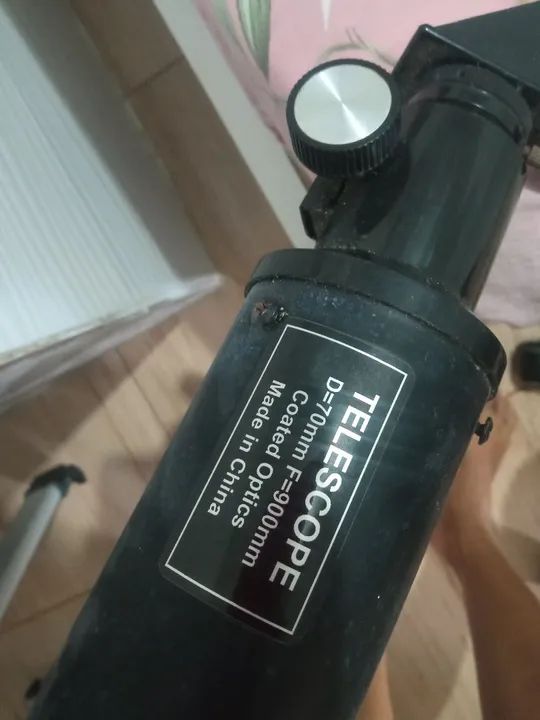 TELESCOPE
D=70mm F=900mm
Coated Optics
Made in China